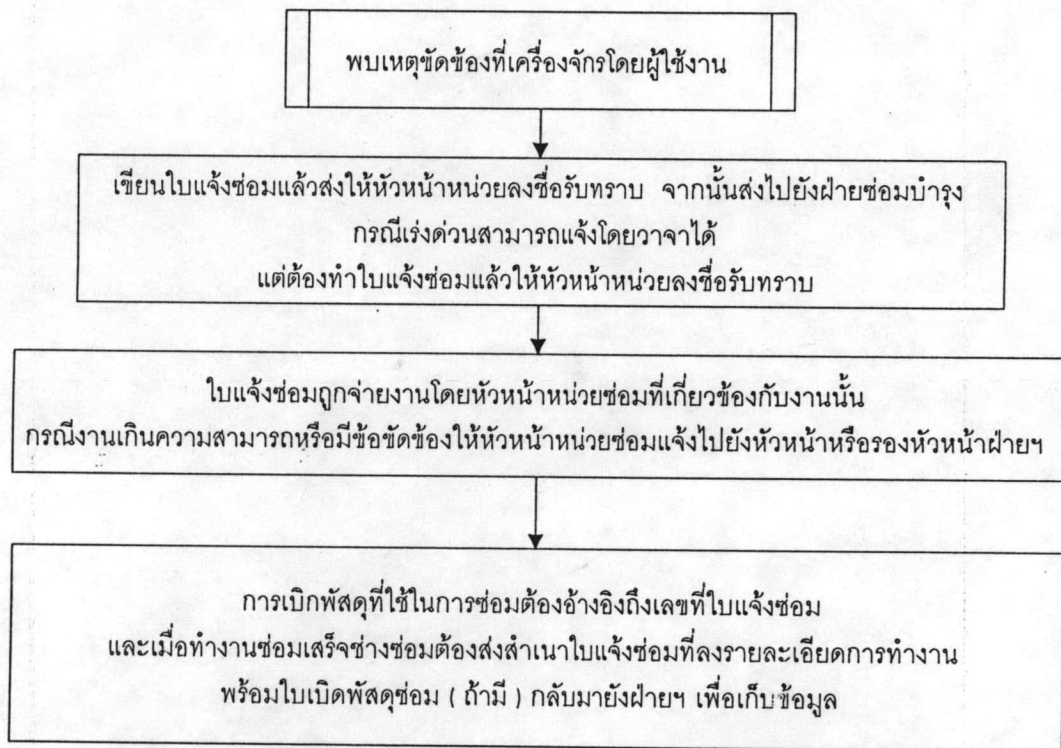 พบเหตุขัดข้องที่เครื่องจักรโดยผู้ใช้งาน
เขียนใบแจ้งซ่อมแล้วส่งให้หัวหน้าหน่วยลงชื่อรับทราบ จากนั้นส่งไปยังฝ่ายซ่อมบำรุง
กรณีเร่งด่วนสามารถแจ้งโดยวาจาได้
แต่ต้องทำใบแจ้งซ่อมแล้วให้หัวหน้าหน่วยลงชื่อรับทราบ
ใบแจ้งซ่อมถูกจ่ายงานโดยหัวหน้าหน่วยซ่อมที่เกี่ยวข้องกับงานนั้น
กรณีงานเกินความสามารถหรือมีข้อขัดข้องให้หัวหน้าหน่วยซ่อมแจ้งไปยังหัวหน้าหรือรองหัวหน้าฝ่ายฯ
การเบิกพัสดุที่ใช้ในการซ่อมต้องอ้างอิงถึงเลขที่ใบแจ้งซ่อม
และเมื่อทำงานซ่อมเสร็จช่างซ่อมต้องส่งสำเนาใบแจ้งซ่อมที่ลงรายละเอียดการทำงาน
พร้อมใบเบิดพัสดุซ่อม ( ถ้ามี ) กลับมายังฝ่ายฯ เพื่อเก็บข้อมูล